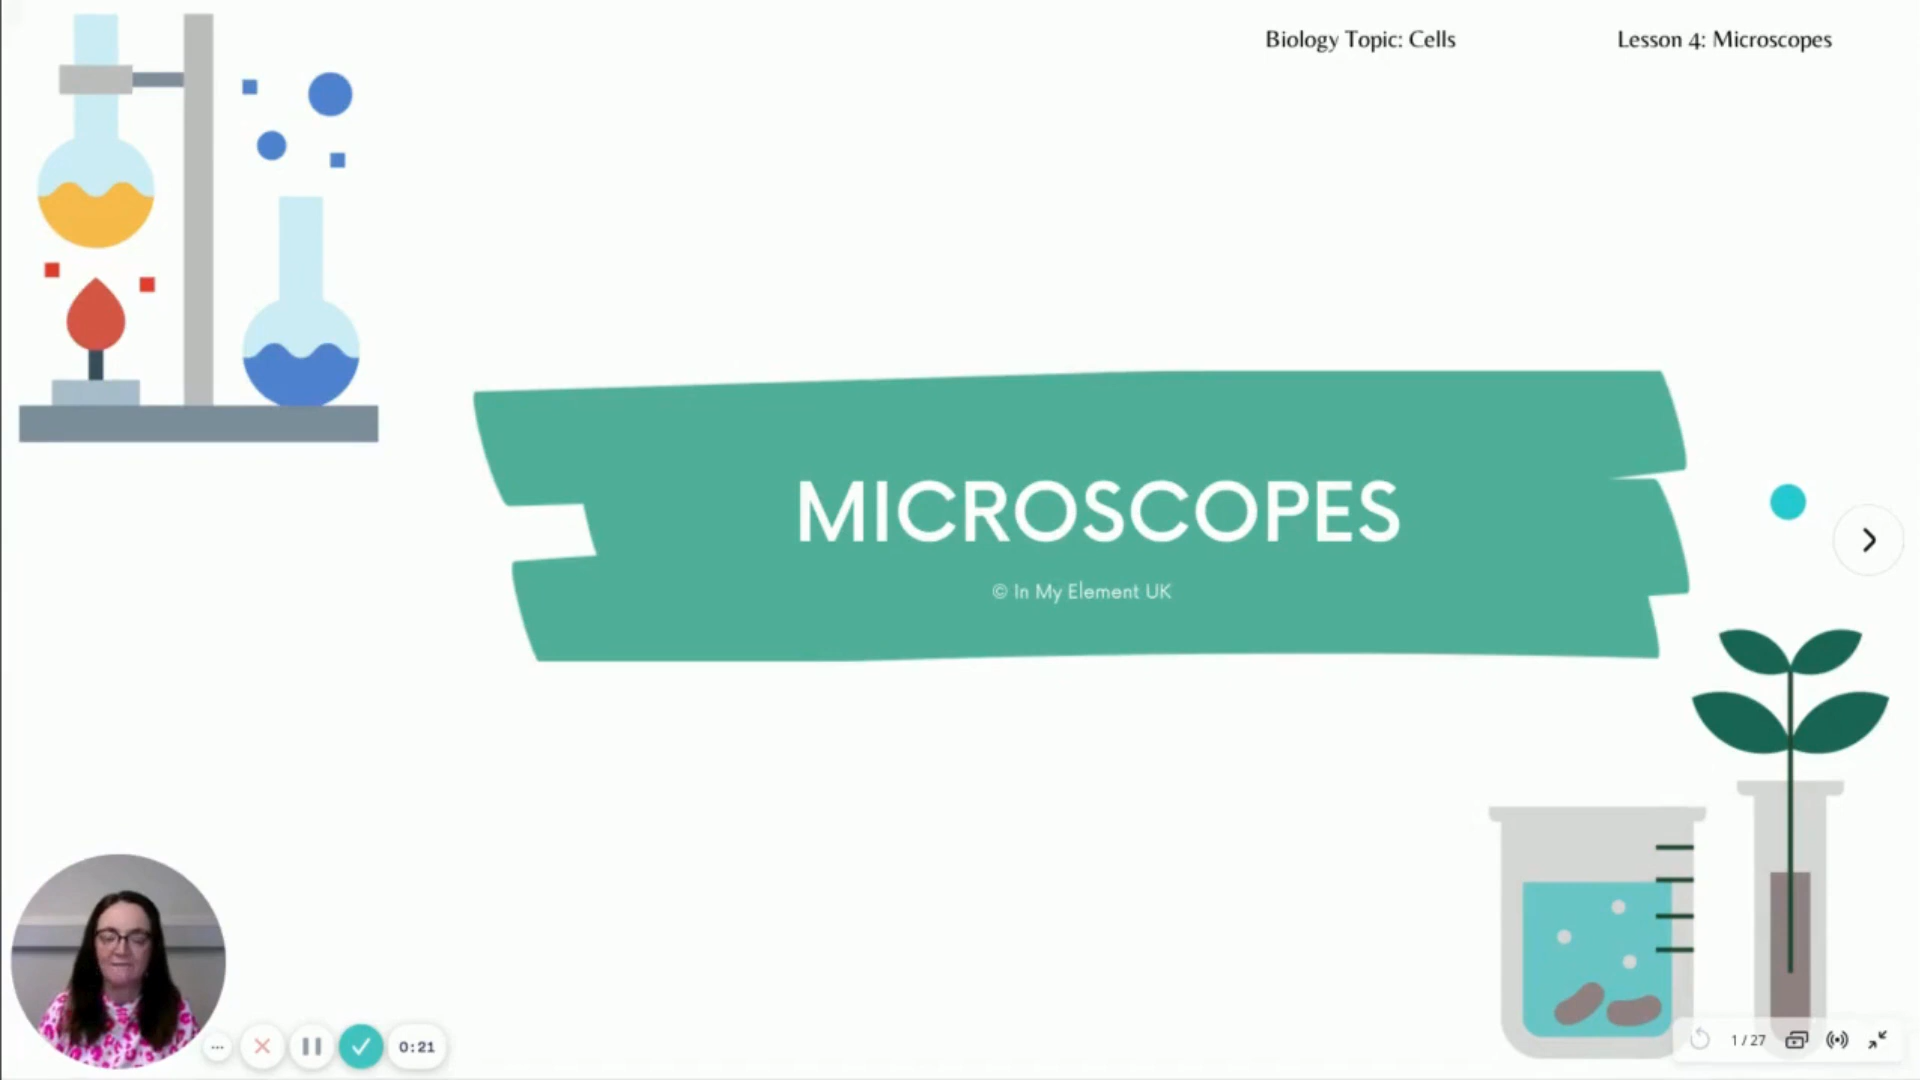 Biology Topic: Cells
Lesson 4: Microscopes
MICROSCOPES
© In My Element UK
0:21
1 / 27